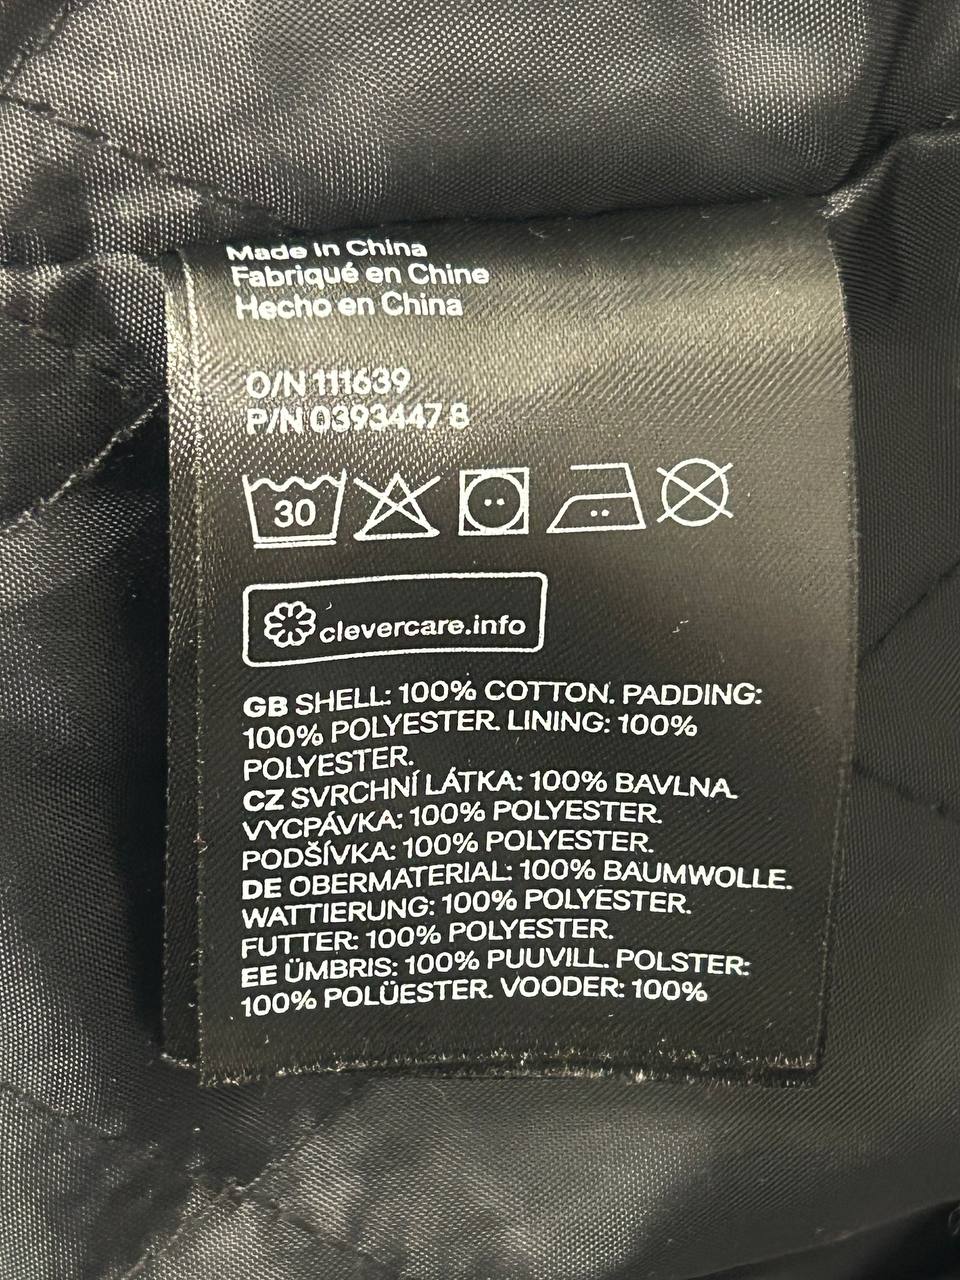 Made in China
Fabriqué en Chine
Hecho en China
O/N 111639
P/N 0393447 8
30
clevercare.info
GB SHELL: 100% COTTON. PADDING:
100% POLYESTER. LINING: 100%
POLYESTER.
CZ SVRCHNÍ LÁTKA: 100% BAVLNA.
VYCPÁVKA: 100% POLYESTER.
PODŠÍVKA: 100% POLYESTER.
DE OBERMATERIAL: 100% BAUMWOLLE.
WATTIERUNG: 100% POLYESTER.
FUTTER: 100% POLYESTER.
EE ÜMBRIS: 100% PUUVILL. POLSTER:
100% POLÜESTER. VOODER: 100%